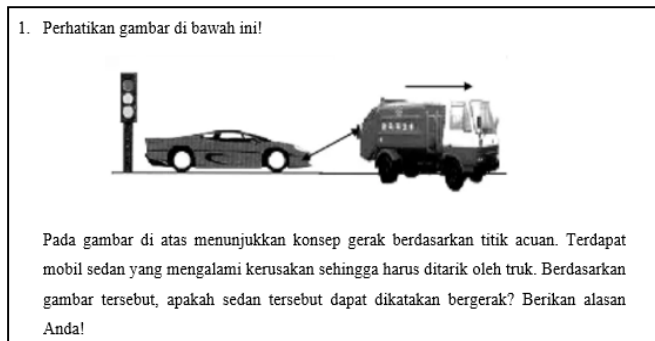 1. Perhatikan gambar di bawah ini!
Pada gambar di atas menunjukkan konsep gerak berdasarkan titik acuan. Terdapat
mobil sedan yang mengalami kerusakan sehingga harus ditarik oleh truk. Berdasarkan
gambar tersebut, apakah sedan tersebut dapat dikatakan bergerak? Berikan alasan
Anda!